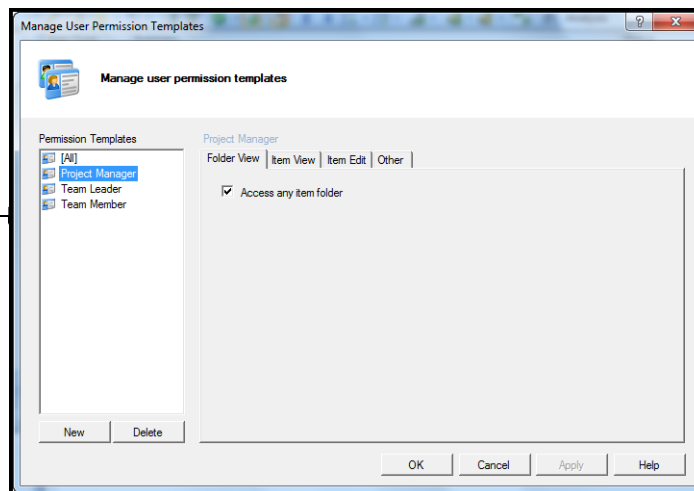 Manage User Permission Templates
?
Manage user permission templates
Permission Templates
[All]
Project Manager
Team Leader
Team Member
New Delete
Project Manager
Folder View Item View Item Edit Other
Access any item folder
OK Cancel Apply Help